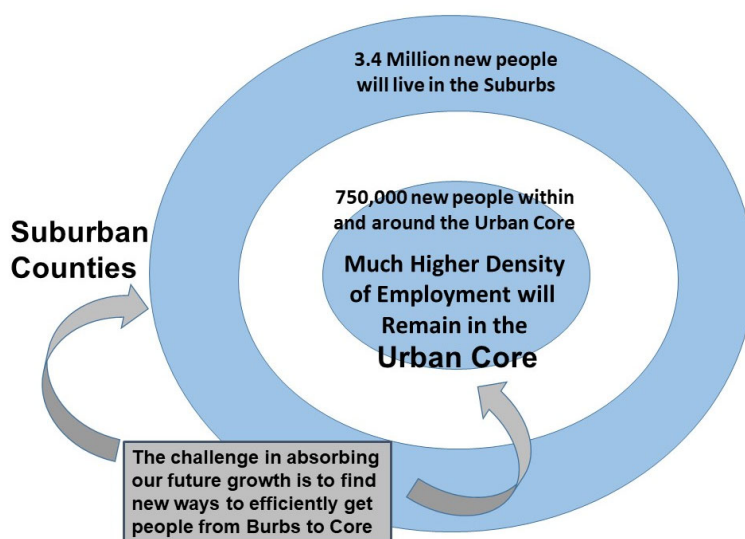 3.4 Million new people
will live in the Suburbs
750,000 new people within
and around the Urban Core
Much Higher Density
of Employment will
Remain in the
Urban Core
Suburban
Counties
The challenge in absorbing
our future growth is to find
new ways to efficiently get
people from Burbs to Core